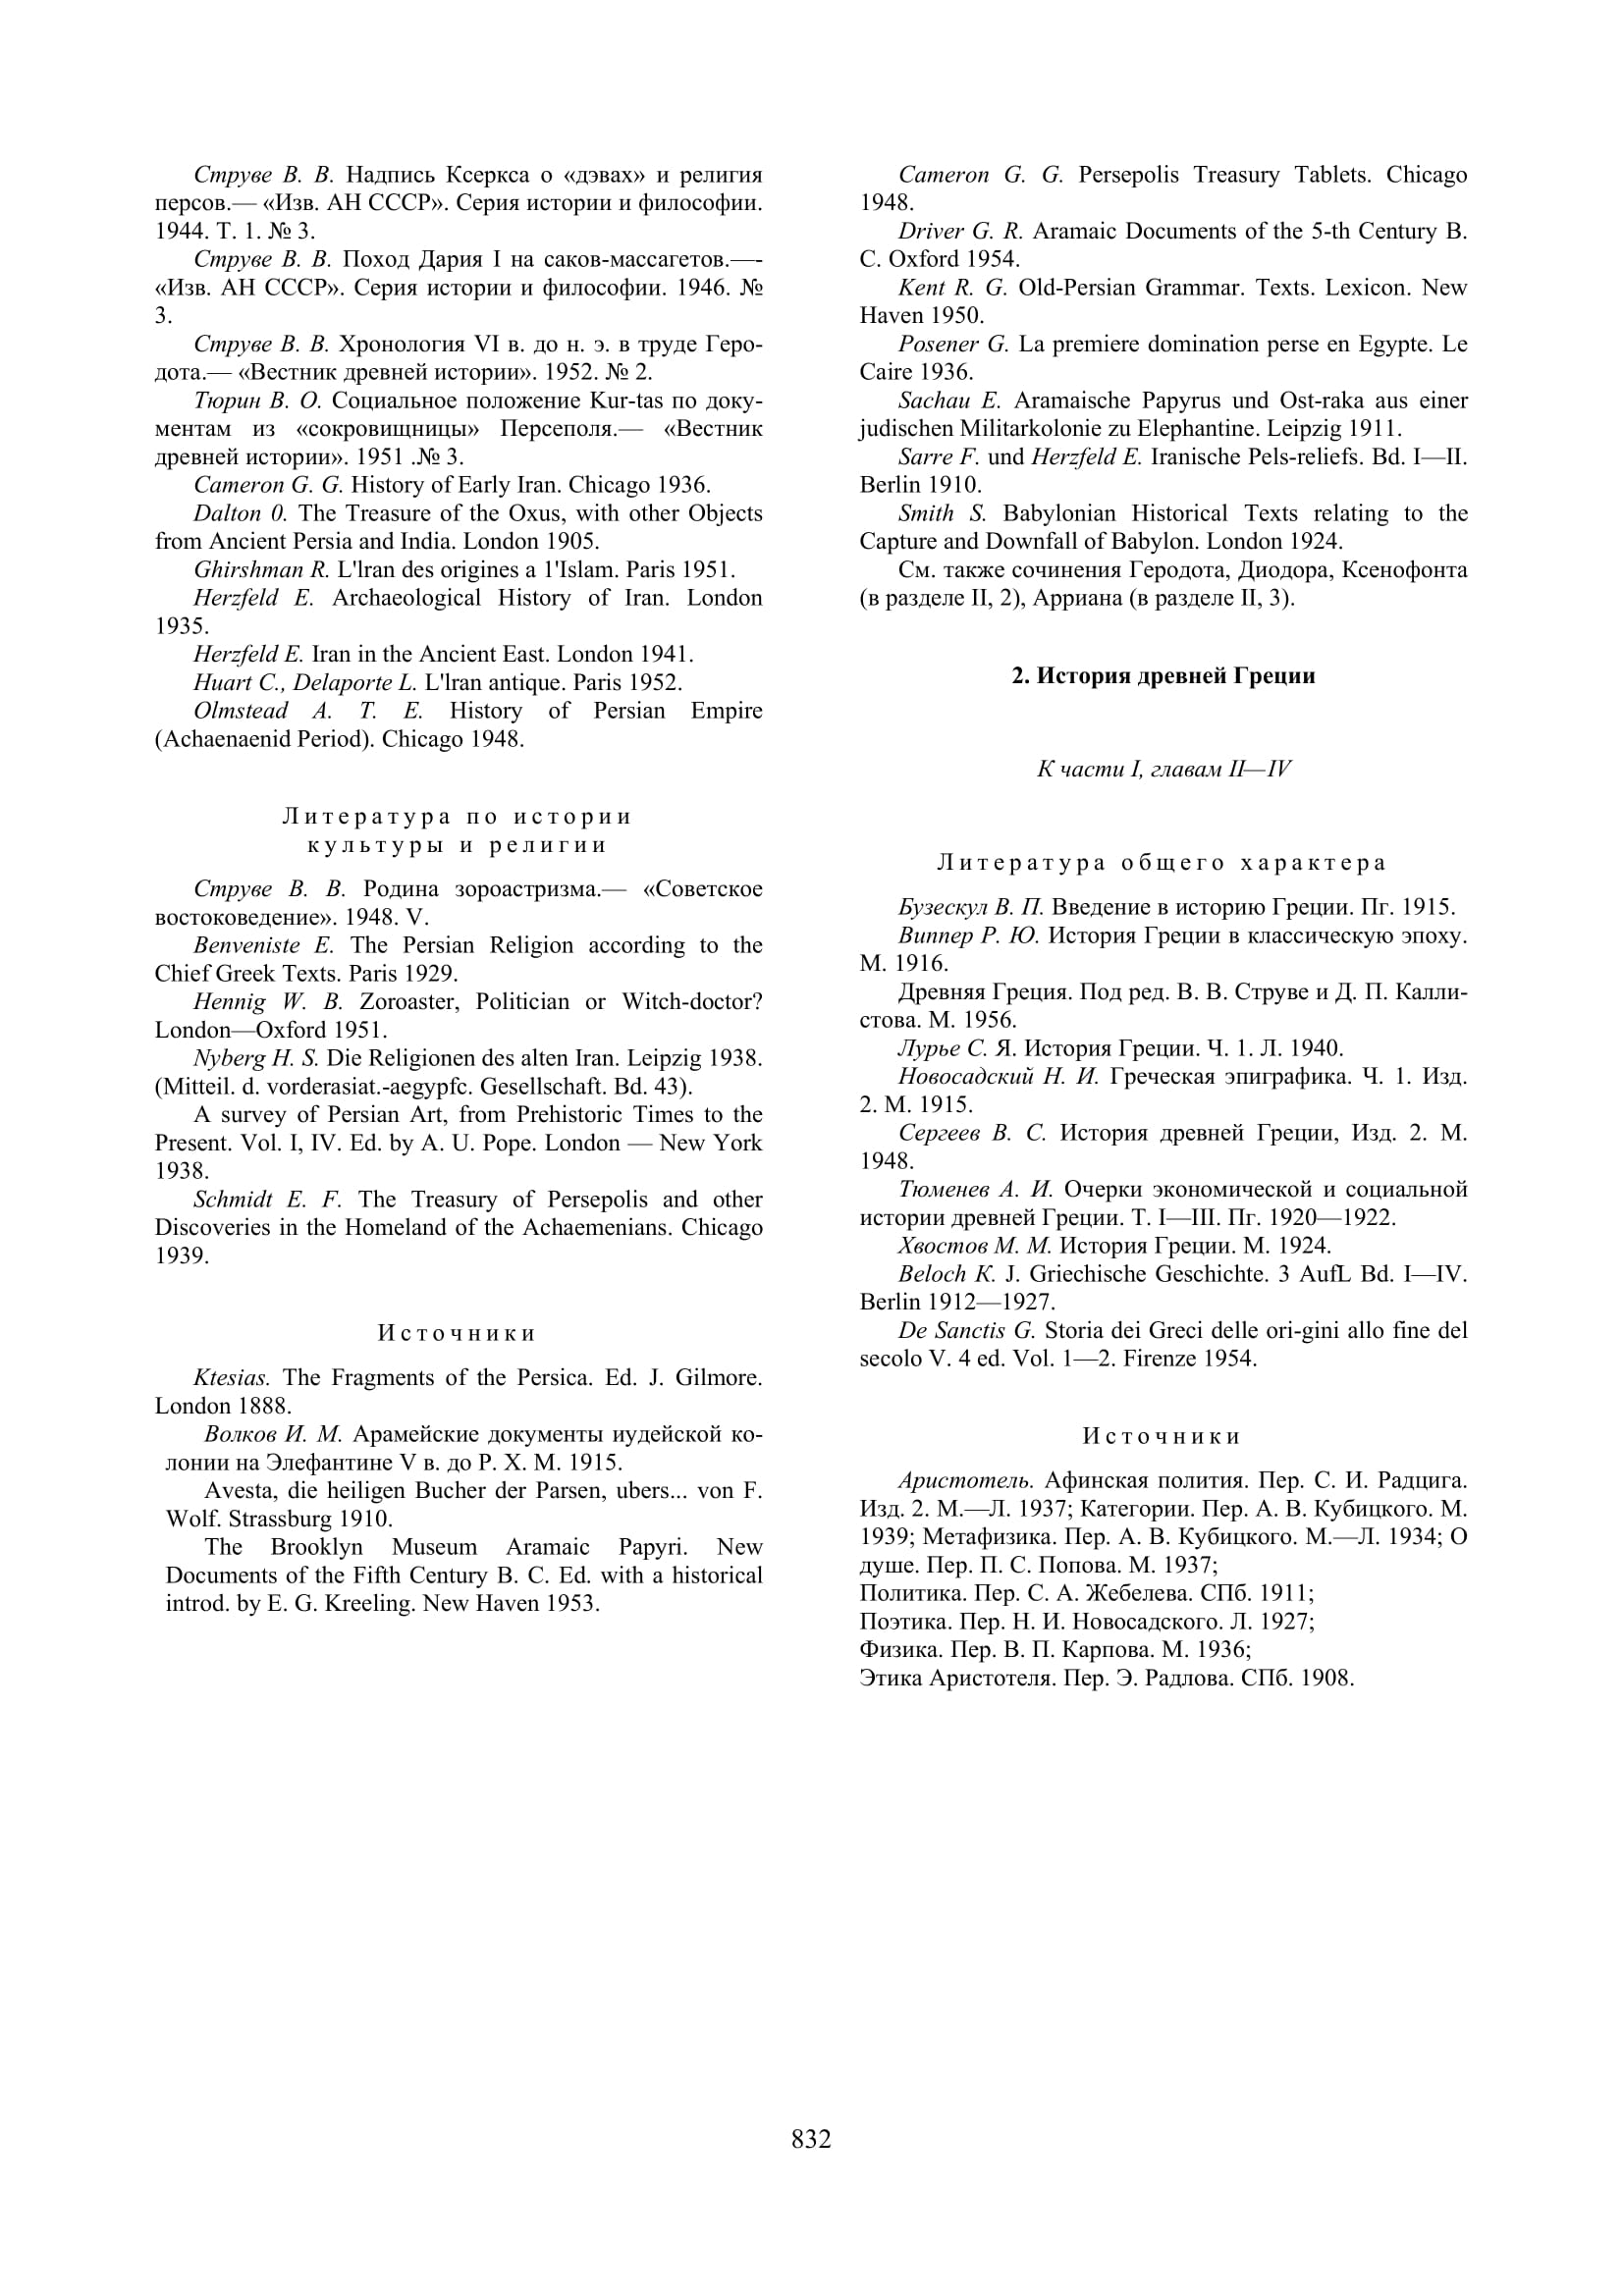 Струве В. В. Надпись Ксеркса о «дэвах» и религия
персов.— «Изв. АН СССР». Серия истории и философии.
1944. Т. 1. № 3.
Струве В. В. Поход Дария I на саков-массагетов.—-
«Изв. АН СССР». Серия истории и философии. 1946. №
3.
Струве В. В. Хронология VI в. до н. э. в труде Геро-
дота.— «Вестник древней истории». 1952. № 2.
Тюрин В. О. Социальное положение Kur-tas по доку-
ментам из «сокровищницы» Персеполя.— «Вестник
древней истории». 1951 .№ 3.
Cameron G. G. History of Early Iran. Chicago 1936.
Dalton 0. The Treasure of the Oxus, with other Objects
from Ancient Persia and India. London 1905.
Ghirshman R. L'lran des origines a 1'Islam. Paris 1951.
Herzfeld E. Archaeological History of Iran. London
1935.
Herzfeld E. Iran in the Ancient East. London 1941.
Huart C., Delaporte L. L'lran antique. Paris 1952.
Olmstead A. T. E. History of Persian Empire
(Achaenaenid Period). Chicago 1948.
Литература по истории
культуры и религии
Струве В. В. Родина зороастризма.— «Советское
востоковедение». 1948. V.
Benveniste E. The Persian Religion according to the
Chief Greek Texts. Paris 1929.
Hennig W. B. Zoroaster, Politician or Witch-doctor?
London—Oxford 1951.
Nyberg H. S. Die Religionen des alten Iran. Leipzig 1938.
(Mitteil. d. vorderasiat.-aegypfc. Gesellschaft. Bd. 43).
A survey of Persian Art, from Prehistoric Times to the
Present. Vol. I, IV. Ed. by A. U. Pope. London — New York
1938.
Schmidt E. F. The Treasury of Persepolis and other
Discoveries in the Homeland of the Achaemenians. Chicago
1939.
Источники
Ktesias. The Fragments of the Persica. Ed. J. Gilmore.
London 1888.
Волков И. М. Арамейские документы иудейской ко-
лонии на Элефантине V в. до Р. Х. М. 1915.
Avesta, die heiligen Bucher der Parsen, ubers... von F.
Wolf. Strassburg 1910.
The Brooklyn Museum Aramaic Papyri. New
Documents of the Fifth Century B. C. Ed. with a historical
introd. by E. G. Kreeling. New Haven 1953.
Cameron G. G. Persepolis Treasury Tablets. Chicago
1948.
Driver G. R. Aramaic Documents of the 5-th Century B.
C. Oxford 1954.
Kent R. G. Old-Persian Grammar. Texts. Lexicon. New
Haven 1950.
Posener G. La premiere domination perse en Egypte. Le
Caire 1936.
Sachau E. Aramaische Papyrus und Ost-raka aus einer
judischen Militarkolonie zu Elephantine. Leipzig 1911.
Sarre F. und Herzfeld E. Iranische Pels-reliefs. Bd. I—II.
Berlin 1910.
Smith S. Babylonian Historical Texts relating to the
Capture and Downfall of Babylon. London 1924.
См. также сочинения Геродота, Диодора, Ксенофонта
(в разделе II, 2), Арриана (в разделе II, 3).
2. История древней Греции
К части I, главам II—IV
Литература общего характера
Бузескул В. П. Введение в историю Греции. Пг. 1915.
Виппер Р. Ю. История Греции в классическую эпоху.
М. 1916.
Древняя Греция. Под ред. В. В. Струве и Д. П. Калли-
стова. М. 1956.
Лурье С. Я. История Греции. Ч. 1. Л. 1940.
Новосадский Н. И. Греческая эпиграфика. Ч. 1. Изд.
2. М. 1915.
Сергеев В. С. История древней Греции, Изд. 2. М.
1948.
Тюменев А. И. Очерки экономической и социальной
истории древней Греции. Т. I—III. Пг. 1920—1922.
Хвостов М. М. История Греции. М. 1924.
Beloch K. J. Griechische Geschichte. 3 AufL Bd. I—IV.
Berlin 1912—1927.
De Sanctis G. Storia dei Greci delle ori-gini allo fine del
secolo V. 4 ed. Vol. 1—2. Firenze 1954.
Источники
Аристотель. Афинская полития. Пер. С. И. Радцига.
Изд. 2. М.—Л. 1937; Категории. Пер. А. В. Кубицкого. М.
1939; Метафизика. Пер. А. В. Кубицкого. М.—Л. 1934; О
душе. Пер. П. С. Попова. М. 1937;
Политика. Пер. С. А. Жебелева. СПб. 1911;
Поэтика. Пер. Н. И. Новосадского. Л. 1927;
Физика. Пер. В. П. Карпова. М. 1936;
Этика Аристотеля. Пер. Э. Радлова. СПб. 1908.
832